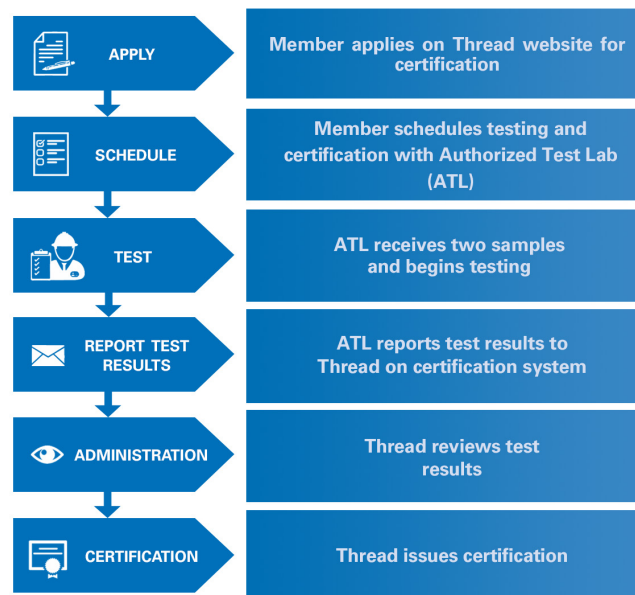 APPLY
Member applies on Thread website for
certification
SCHEDULE
Member schedules testing and
certification with Authorized Test Lab
(ATL)
TEST
ATL receives two samples
and begins testing
REPORT TEST
RESULTS
ATL reports test results to
Thread on certification system
ADMINISTRATION
Thread reviews test
results
CERTIFICATION
Thread issues certification